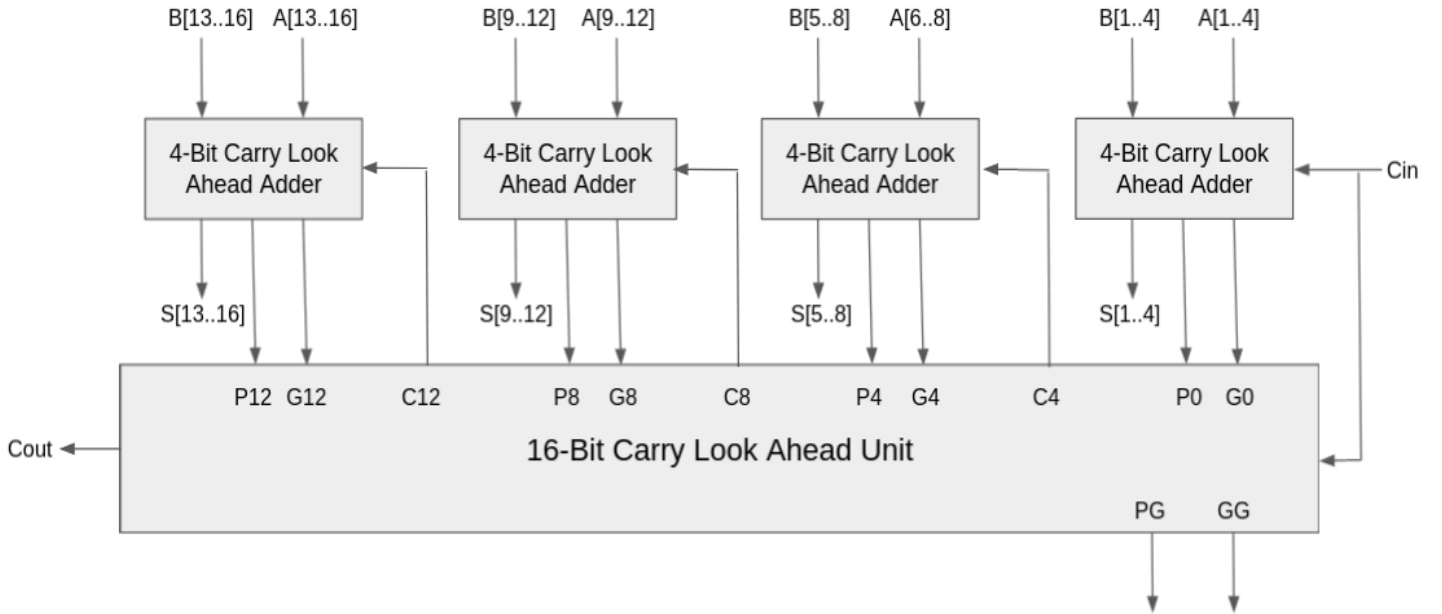 B[13..16] A[13..16] B[9..12] A[9..12] B[5..8] A[6..8] B[1..4] A[1..4]
4-Bit Carry Look
Ahead Adder
4-Bit Carry Look
Ahead Adder
4-Bit Carry Look
Ahead Adder
4-Bit Carry Look
Ahead Adder
Cin
S[13..16] S[9..12] S[5..8] S[1..4]
P12 G12 C12 P8 G8 C8 P4 G4 C4 P0 G0
Cout
16-Bit Carry Look Ahead Unit
PG GG